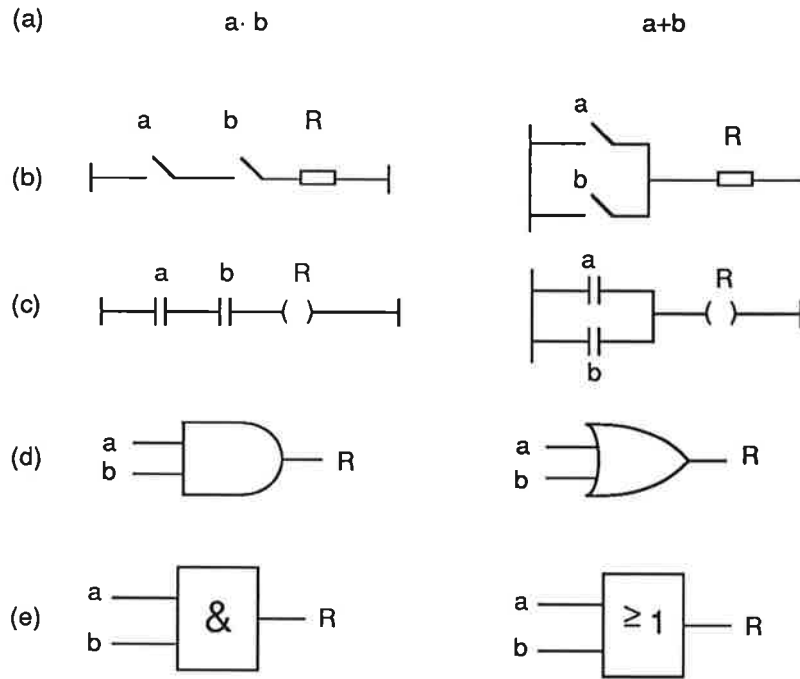 (a) a· b a+b
a b R a R
(b) b
a b R a R
(c) b
(d) a b R a b R
(e) a b & R a b ≥ 1 R